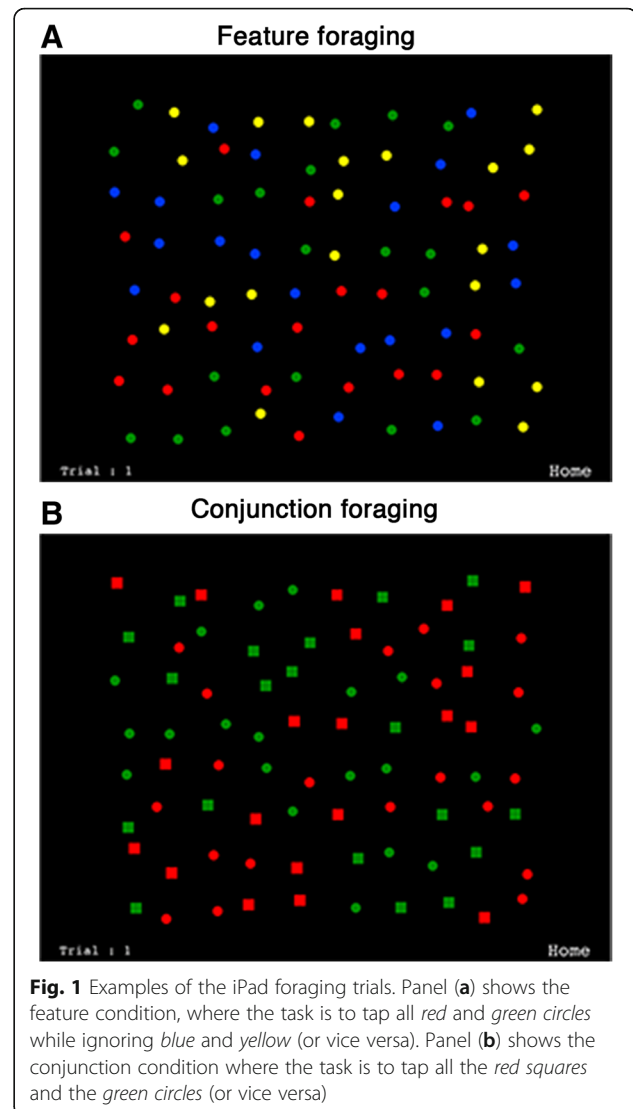 A
Feature foraging
Trial : 1
Home
B
Conjunction foraging
Trial : 1
Home
Fig. 1 Examples of the iPad foraging trials. Panel (a) shows the
feature condition, where the task is to tap all red and green circles
while ignoring blue and yellow (or vice versa). Panel (b) shows the
conjunction condition where the task is to tap all the red squares
and the green circles (or vice versa)